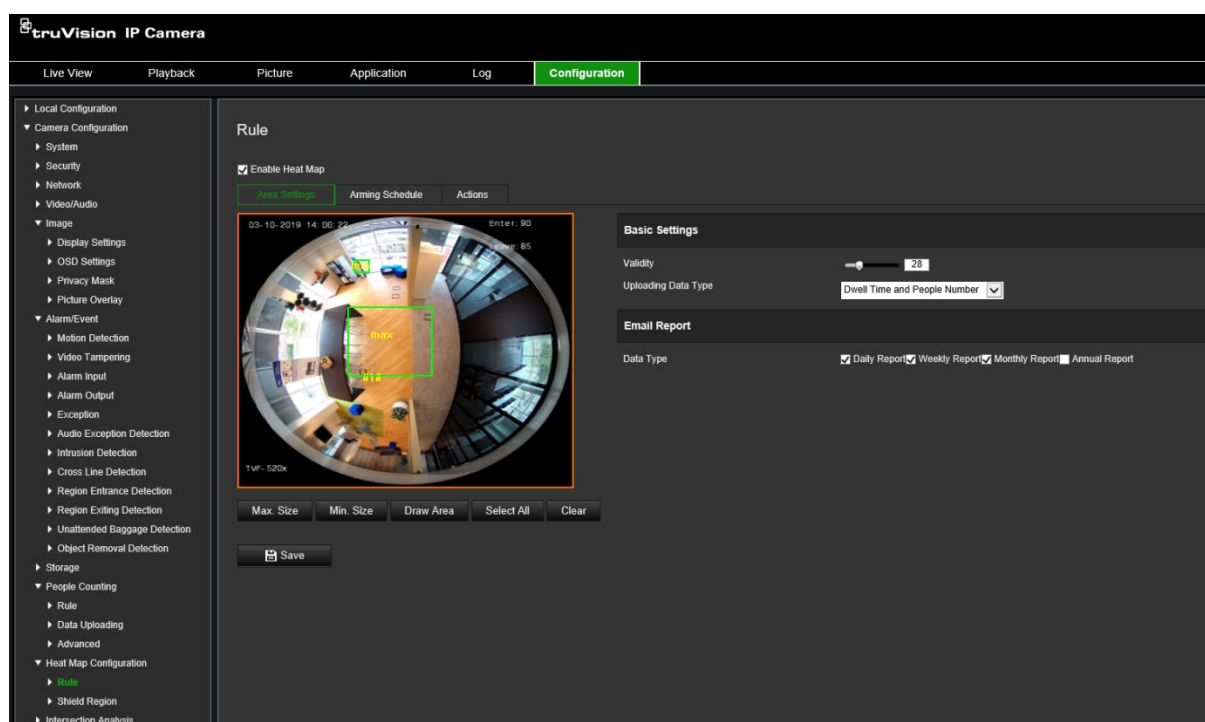 truVision IP Camera
Live View Playback Picture Application Log Configuration
Local Configuration
Camera Configuration
System
Security
Network
Video/Audio
Image
Display Settings
OSD Settings
Privacy Mask
Picture Overlay
Alarm/Event
Motion Detection
Video Tampering
Alarm Input
Alarm Output
Exception
Audio Exception Detection
Intrusion Detection
Cross Line Detection
Region Entrance Detection
Region Exiting Detection
Unattended Baggage Detection
Object Removal Detection
Storage
People Counting
Rule
Data Uploading
Advanced
Heat Map Configuration
Rule
Shield Region
Intersection Analysis
Rule
Enable Heat Map
Area Settings Arming Schedule Actions
03-10-2019 14:06:22 Enter:90
Leave:85
max
#1#
TVF-520x
Max. Size Min. Size Draw Area Select All Clear
Save
Basic Settings
Validity 28
Uploading Data Type Dwell Time and People Number
Email Report
Data Type Daily Report Weekly Report Monthly Report Annual Report